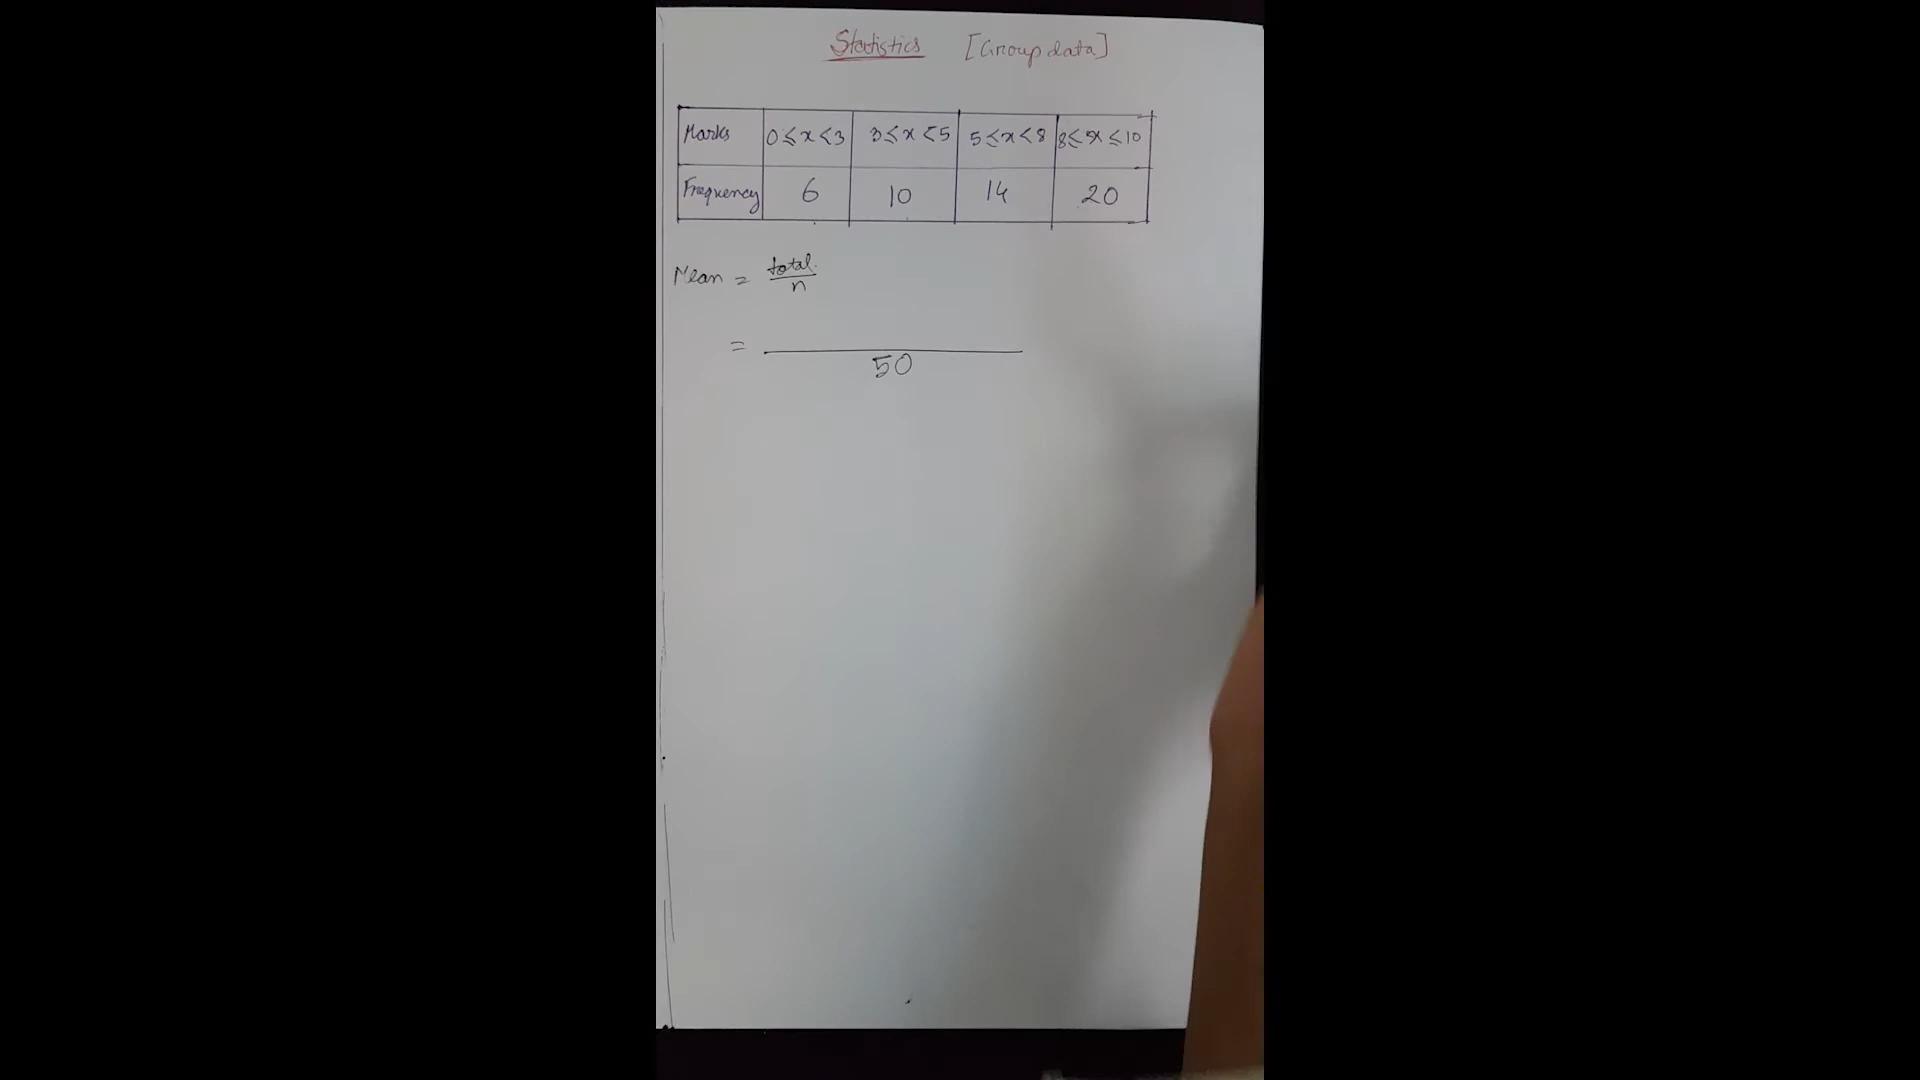 Statistics [Group data]
Marks 0≤x<3 3≤x<5 5≤x<8 8≤x≤10
Frequency 6 10 14 20
Mean = total/n
= /50